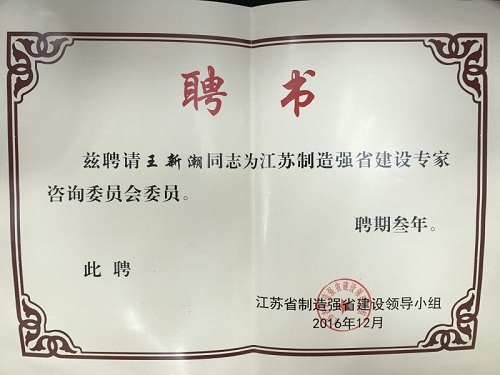 聘 书
兹聘请王新潮同志为江苏制造强省建设专家
咨询委员会委员。
聘期叁年。
此 聘
江苏省制造强省建设领导小组
2016年12月